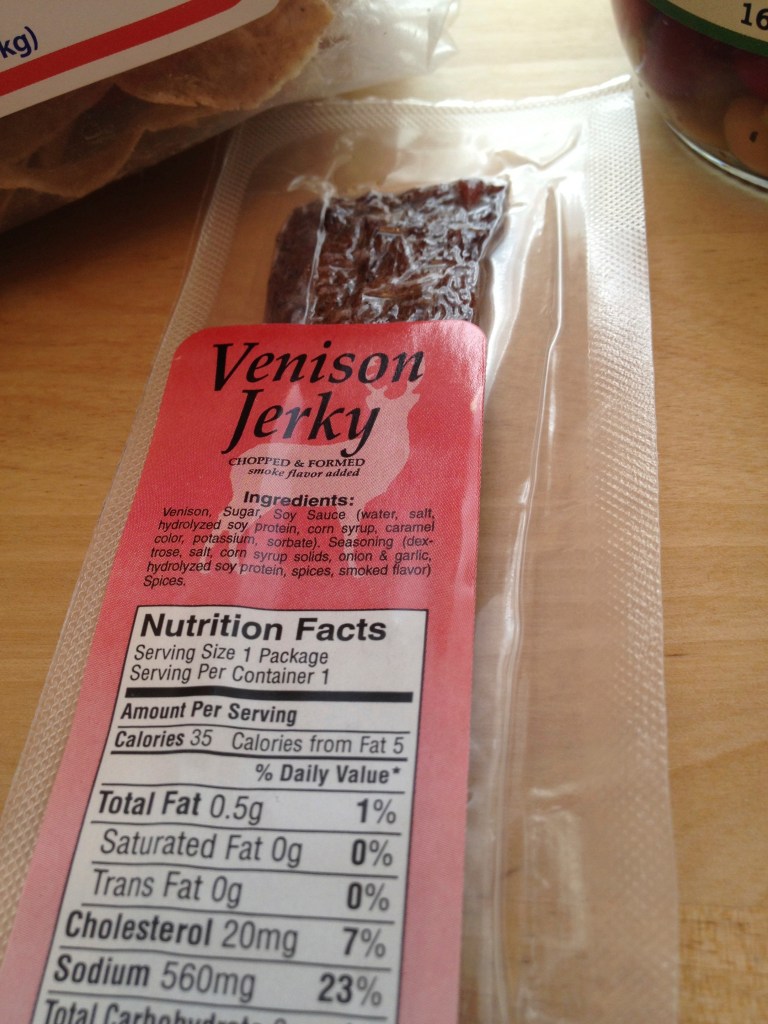 kg)
16
Venison
Jerky
CHOPPED & FORMED
smoke flavor added
Ingredients:
Venison, Sugar, Soy Sauce (water, salt,
hydrolyzed soy protein, corn syrup, caramel
color, potassium, sorbate). Seasoning (dex-
trose, salt, corn syrup solids, onion & garlic,
hydrolyzed soy protein, spices, smoked flavor)
Spices.
Nutrition Facts
Serving Size 1 Package
Serving Per Container 1
Amount Per Serving
Calories 35 Calories from Fat 5
% Daily Value*
Total Fat 0.5g 1%
Saturated Fat 0g 0%
Trans Fat 0g 0%
Cholesterol 20mg 7%
Sodium 560mg 23%
Total Carbohydrate